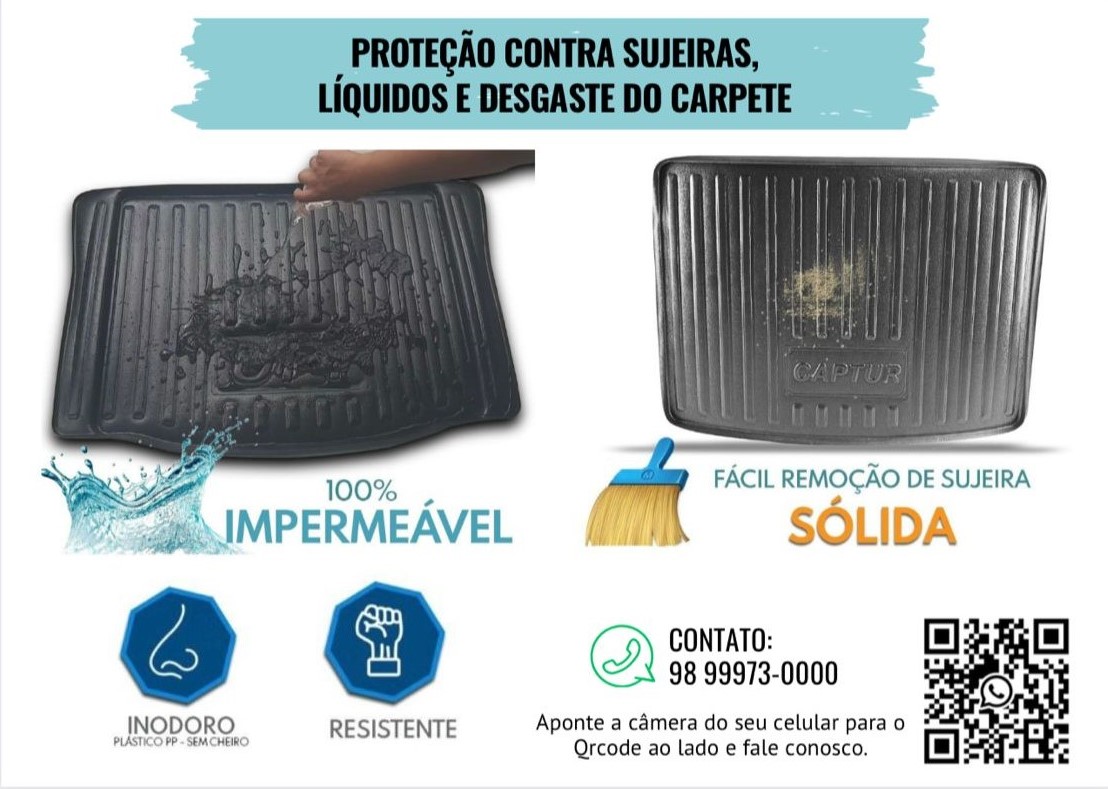 PROTEÇÃO CONTRA SUJEIRAS,
LÍQUIDOS E DESGASTE DO CARPETE
CAPTUR
100%
IMPERMEÁVEL
FÁCIL REMOÇÃO DE SUJEIRA
SÓLIDA
INODORO
PLÁSTICO PP - SEM CHEIRO
RESISTENTE
CONTATO:
98 99973-0000
Aponte a câmera do seu celular para o
Qrcode ao lado e fale conosco.